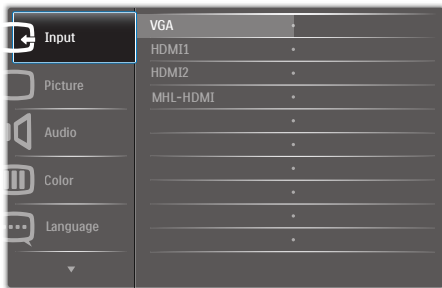 Input
Picture
Audio
Color
Language
VGA
HDMI1
HDMI2
MHL-HDMI